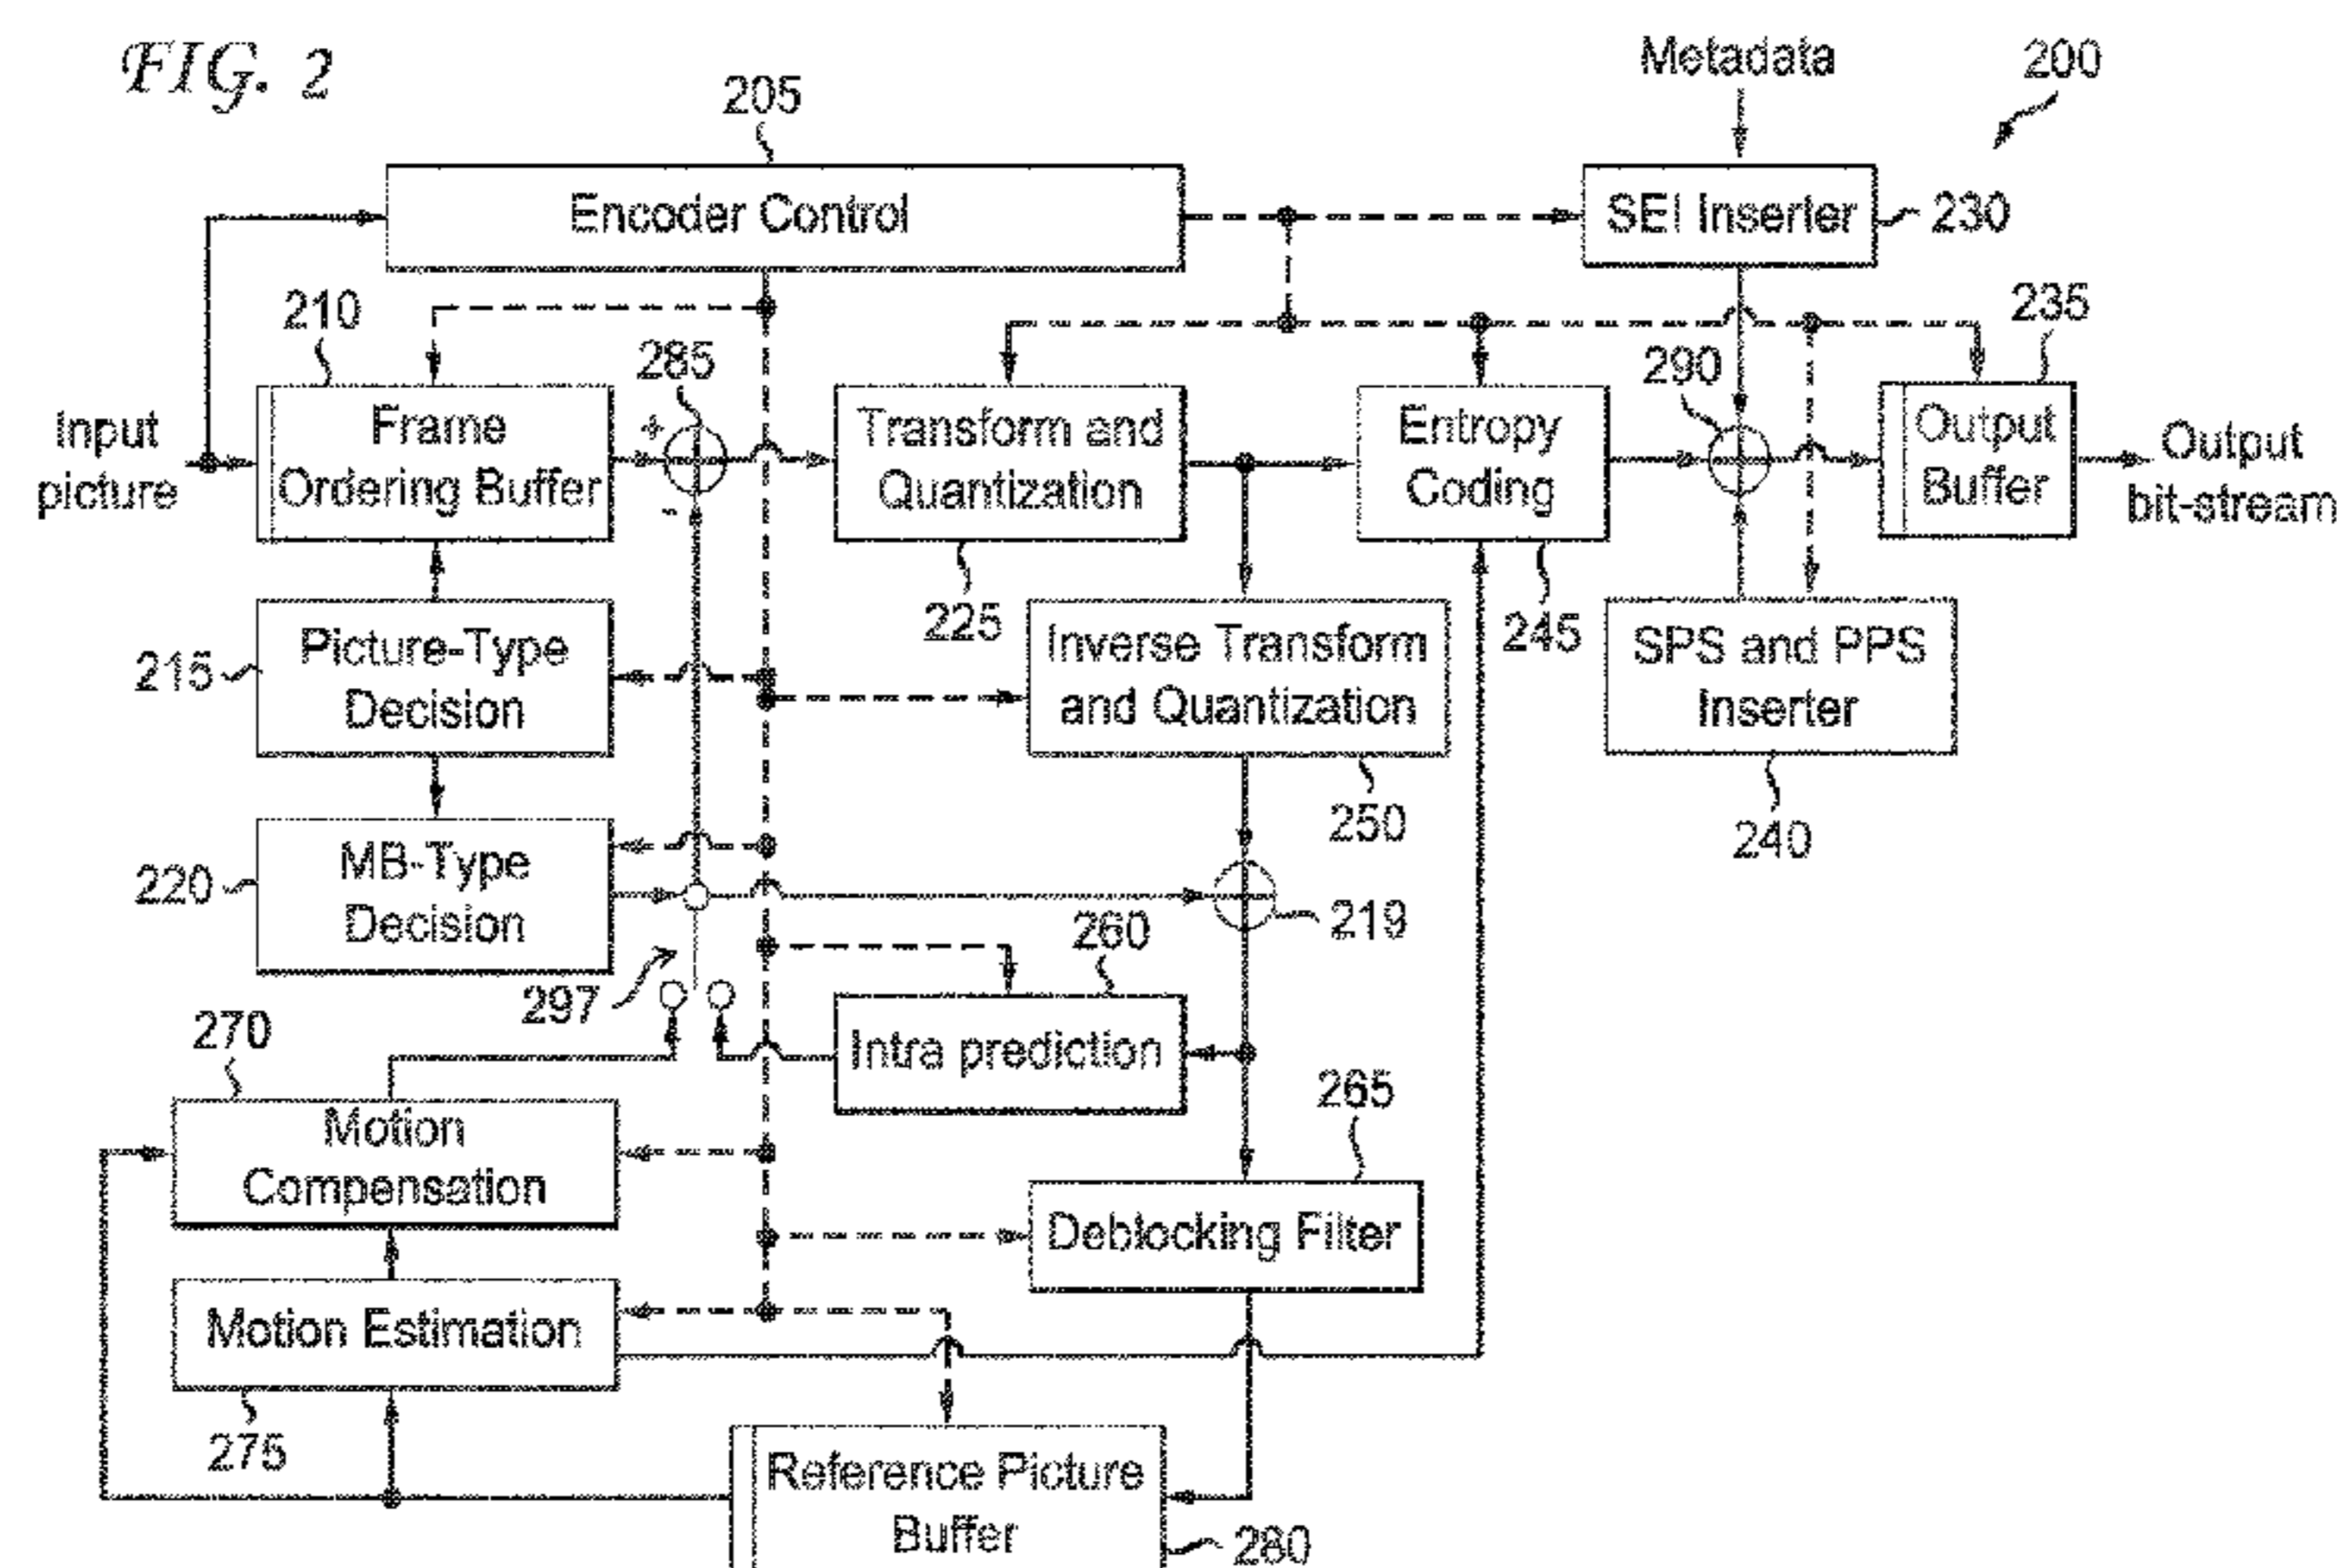 FIG. 2
Metadata
200
205
Encoder Control
SEI Inserter
230
210
285
235
290
Input
picture
Frame
Ordering Buffer
+
-
Transform and
Quantization
Entropy
Coding
Output
Buffer
Output
bit-stream
225
245
215
Picture-Type
Decision
Inverse Transform
and Quantization
SPS and PPS
Inserter
250
240
220
MB-Type
Decision
219
260
297
270
Intra prediction
265
Motion
Compensation
Deblocking Filter
Motion Estimation
275
Reference Picture
Buffer
280